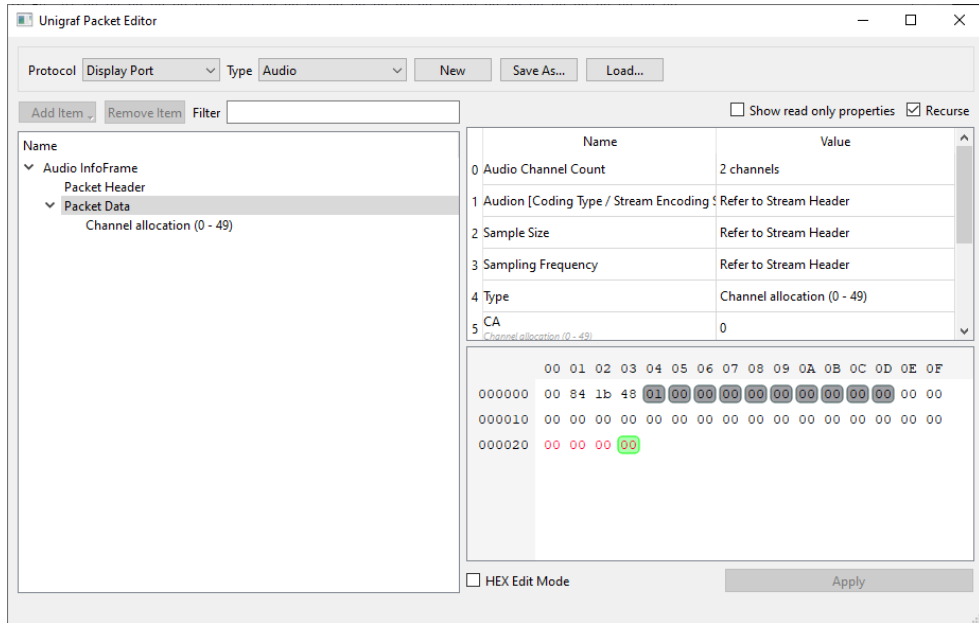 Unigraf Packet Editor
Protocol Display Port Type Audio New Save As... Load...
Add Item Remove Item Filter
Show read only properties Recurse
Name
Audio InfoFrame
Packet Header
Packet Data
Channel allocation (0 - 49)
Name Value
0 Audio Channel Count 2 channels
1 Audion [Coding Type / Stream Encoding S Refer to Stream Header
2 Sample Size Refer to Stream Header
3 Sampling Frequency Refer to Stream Header
4 Type Channel allocation (0 - 49)
5 CA 0
Channel allocation (0 - 49)
00 01 02 03 04 05 06 07 08 09 0A 0B 0C 0D 0E 0F
000000 00 84 1b 48 01 00 00 00 00 00 00 00 00 00 00 00
000010 00 00 00 00 00 00 00 00 00 00 00 00 00 00 00 00
000020 00 00 00 00
HEX Edit Mode Apply